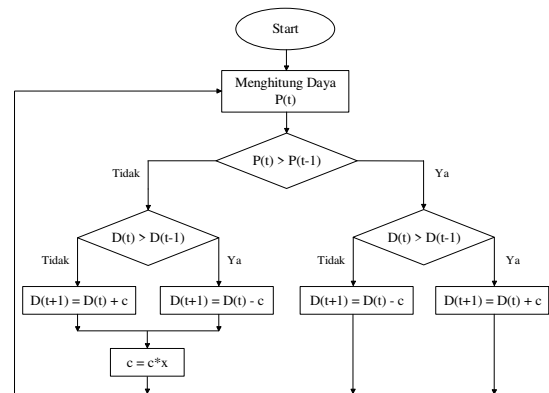 Start
Menghitung Daya
P(t)
P(t) > P(t-1)
Tidak
Ya
D(t) > D(t-1)
D(t) > D(t-1)
Tidak
Ya
Tidak
Ya
D(t+1) = D(t) + c
D(t+1) = D(t) - c
D(t+1) = D(t) - c
D(t+1) = D(t) + c
c = c*x